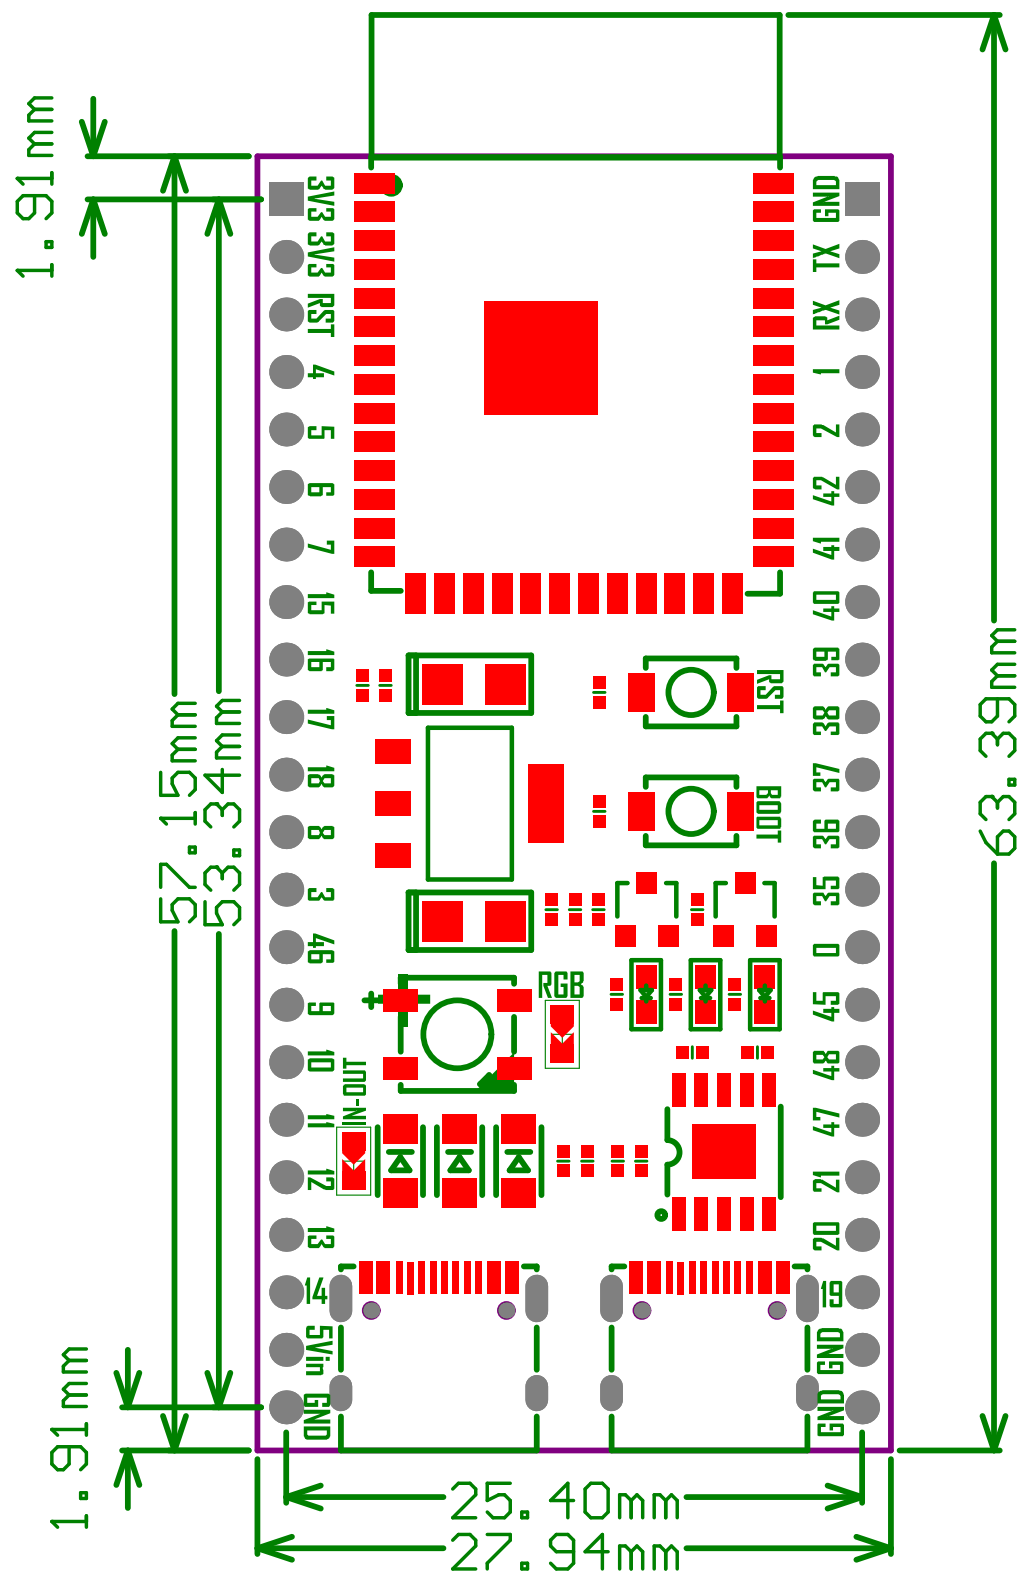 1.91mm
57.15mm
53.34mm
1.91mm
63.39mm
25.40mm
27.94mm
3V3
3V3
RST
4
5
6
7
15
16
17
18
8
3
46
9
10
11
12
13
14
5Vin
GND
GND
TX
RX
1
2
42
41
40
39
38
37
36
35
0
45
48
47
21
20
19
GND
GND
RST
BOOT
RGB
IN-OUT
+